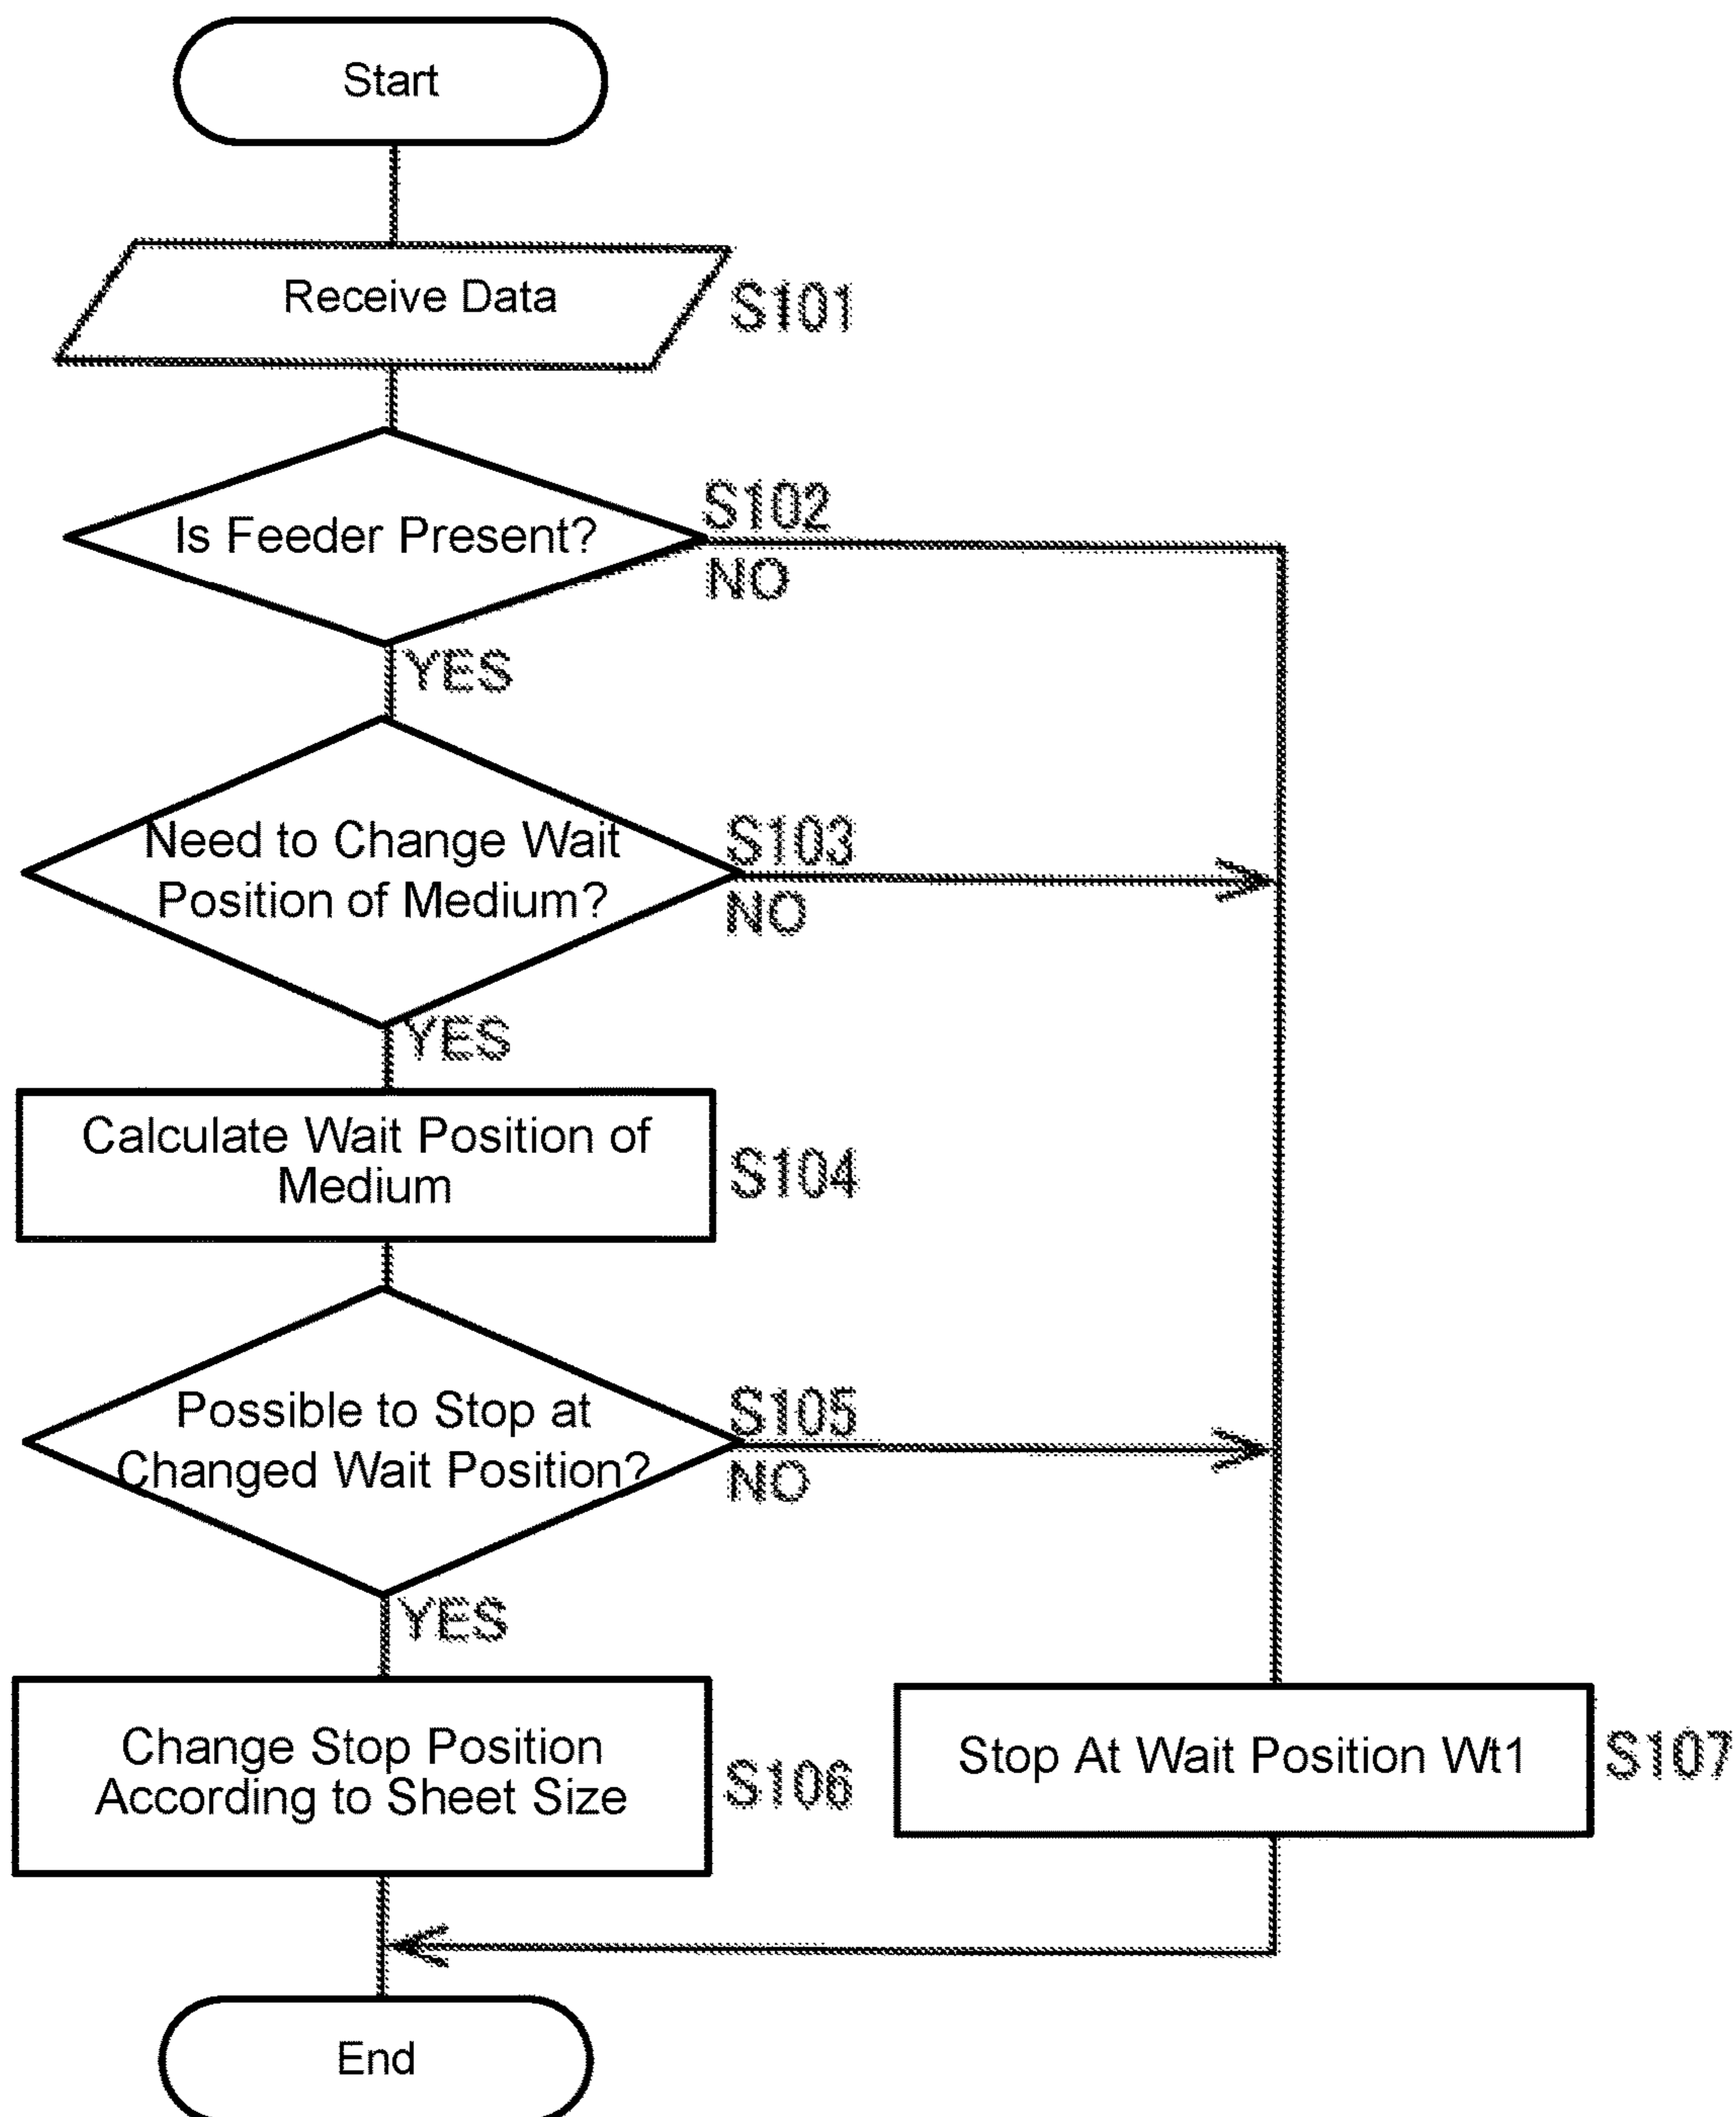 Start
Receive Data
S101
Is Feeder Present?
S102
NO
YES
Need to Change Wait
Position of Medium?
S103
NO
YES
Calculate Wait Position of
Medium
S104
Possible to Stop at
Changed Wait Position?
S105
NO
YES
Change Stop Position
According to Sheet Size
S106
Stop At Wait Position Wt1
S107
End